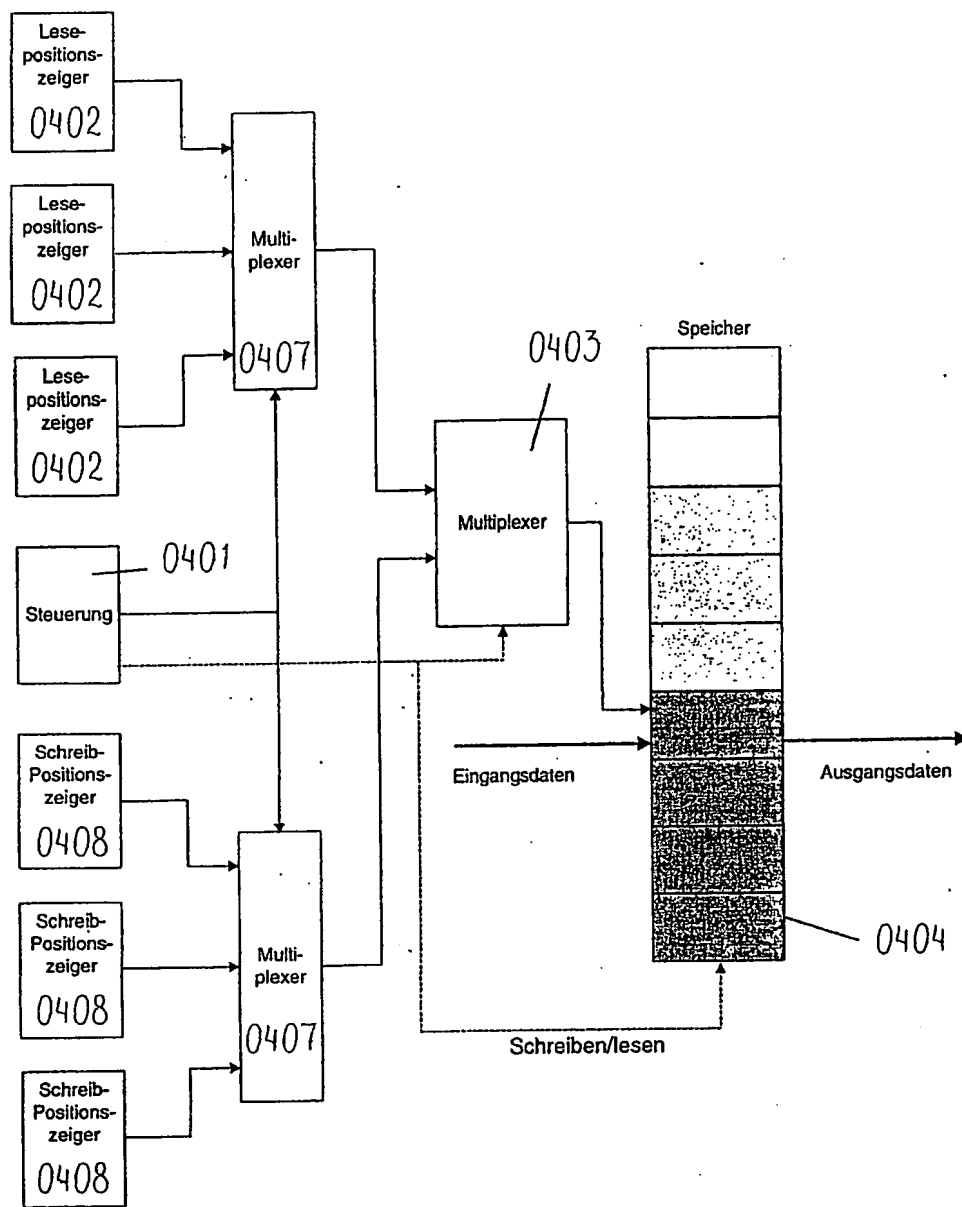 Lese-
positions-
zeiger
0402
Lese-
positions-
zeiger
0402
Lese-
positions-
zeiger
0402
Multi-
plexer
0407
Steuerung
0401
Schreib-
Positions-
zeiger
0408
Schreib-
Positions-
zeiger
0408
Schreib-
Positions-
zeiger
0408
Multi-
plexer
0407
0403
Multiplexer
Speicher
Eingangsdaten
Ausgangsdaten
0404
Schreiben/lesen